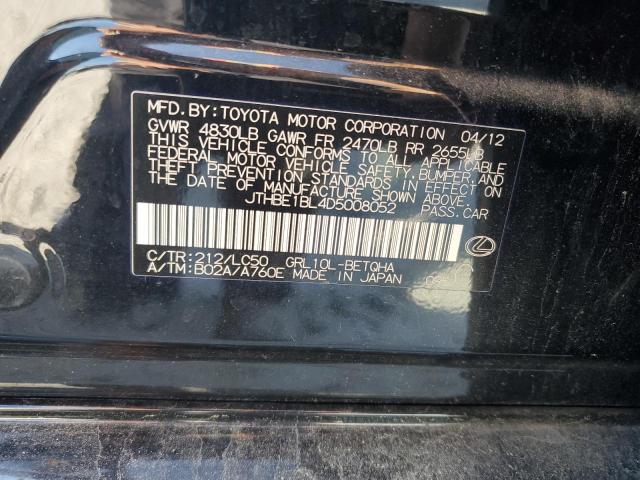 MFD.BY:TOYOTA MOTOR CORPORATION 04/12
GVWR 4830LB GAWR FR 2470LB RR 2655LB
THIS VEHICLE CONFORMS TO ALL APPLICABLE
FEDERAL MOTOR VEHICLE SAFETY,BUMPER,AND
THEFT PREVENTION STANDARDS IN EFFECT ON
THE DATE OF MANUFACTURE SHOWN ABOVE.
JTHBE1BL4D5008052 PASS.CAR
C/TR:212/LC50 GRL10L-BETQHA
A/TM:B02A/A760E MADE IN JAPAN